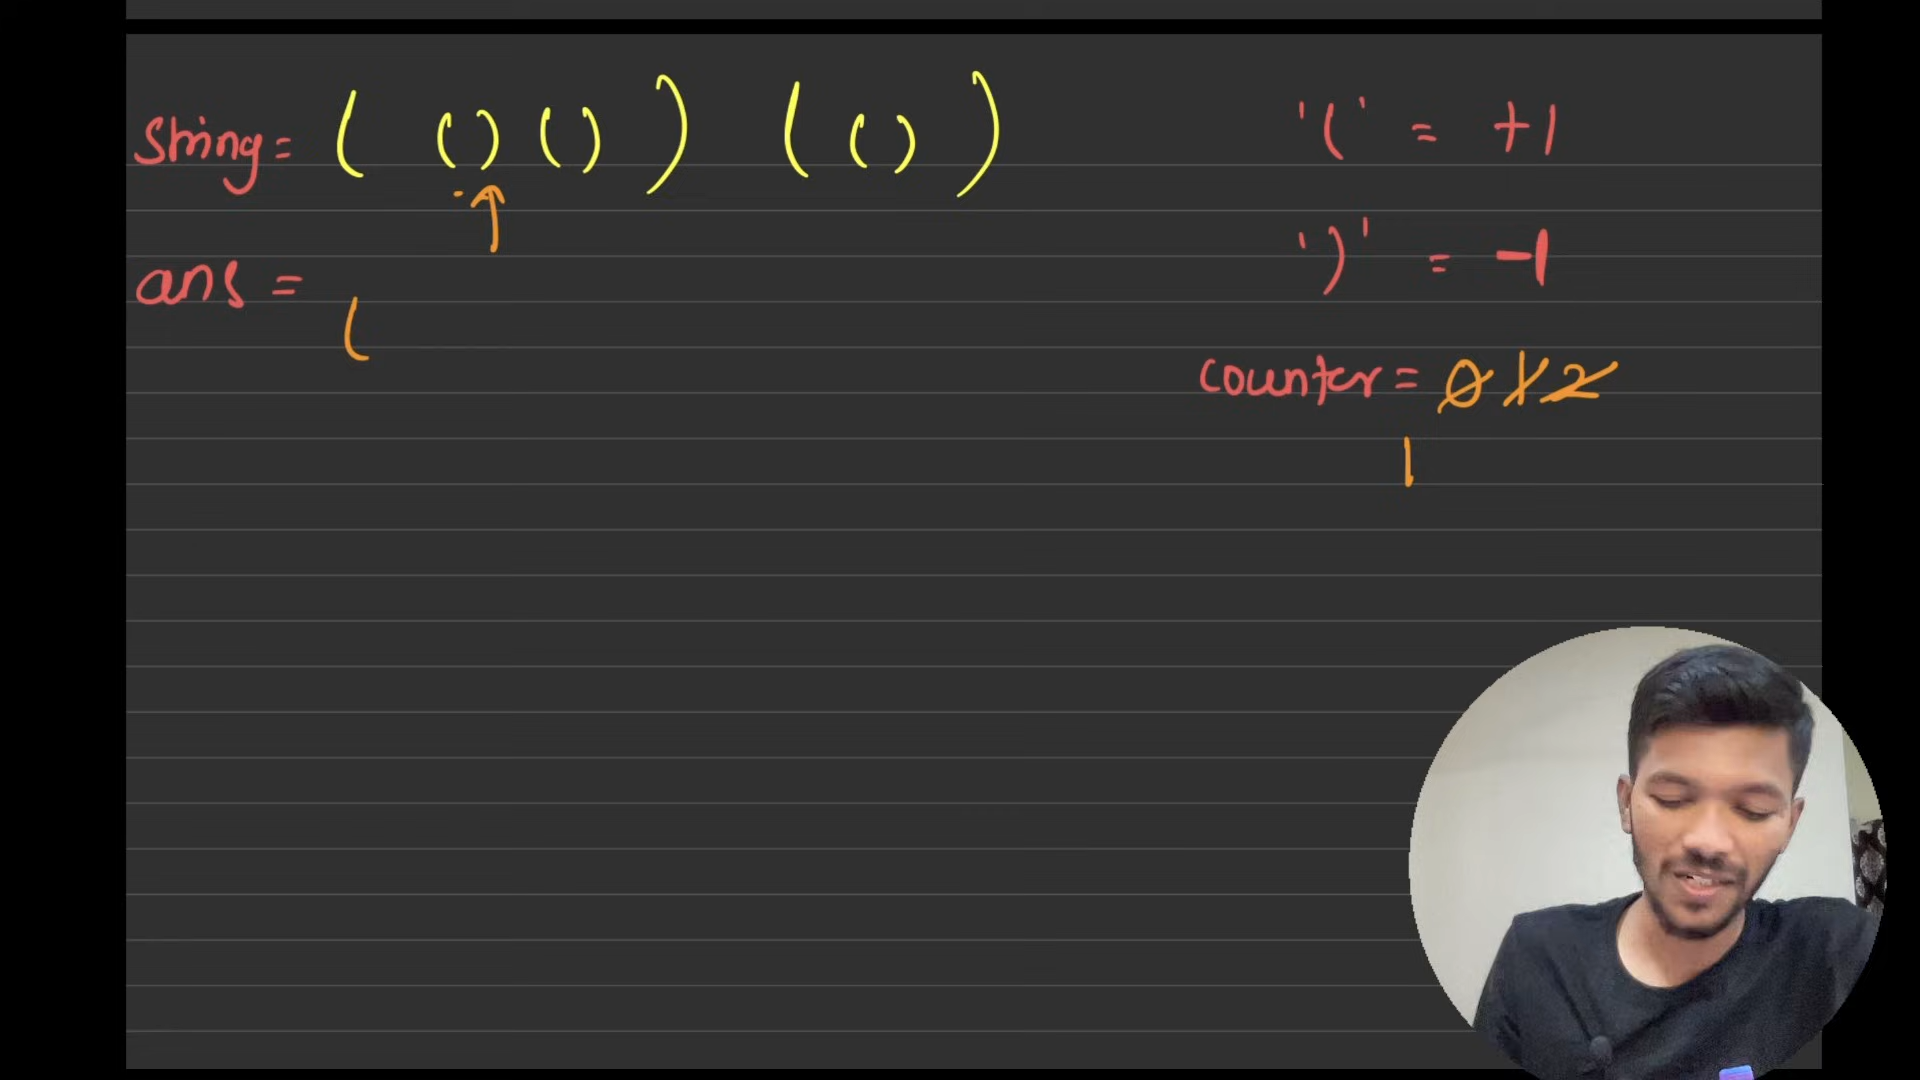 String = ( ()() ) ( () )
'(' = +1
')' = -1
ans =
(
counter = 0 1 2
1